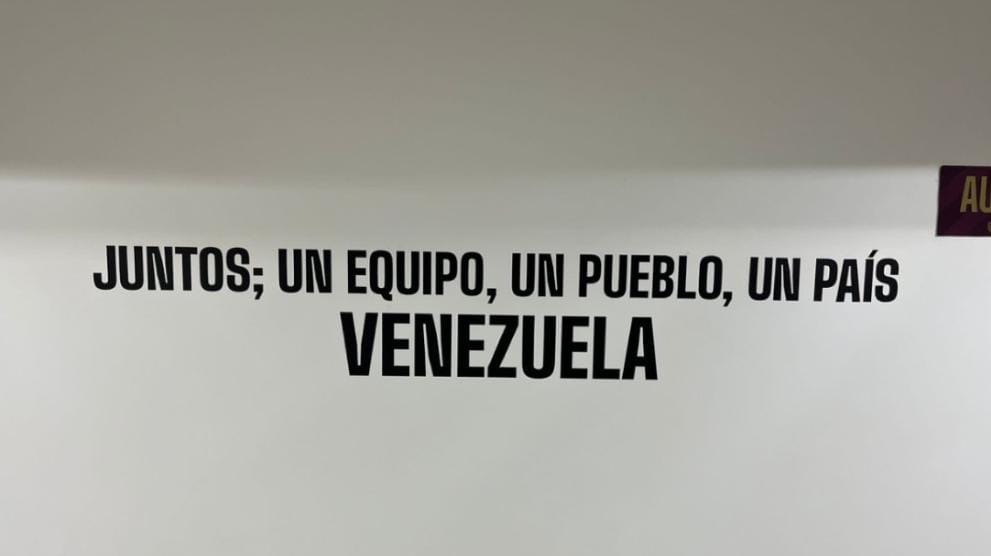 JUNTOS; UN EQUIPO, UN PUEBLO, UN PAÍS
VENEZUELA